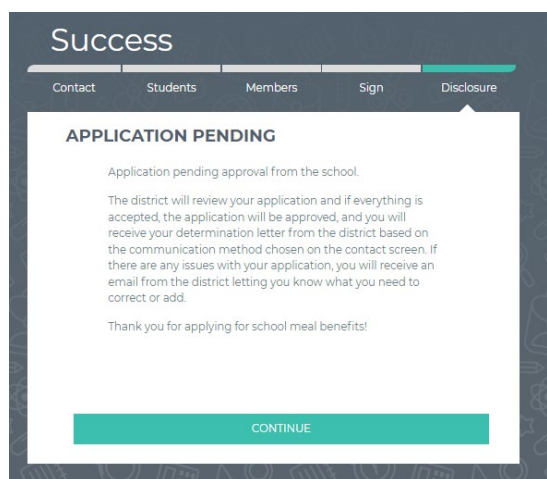 Success
Contact Students Members Sign Disclosure
APPLICATION PENDING
Application pending approval from the school.
The district will review your application and if everything is
accepted, the application will be approved, and you will
receive your determination letter from the district based on
the communication method chosen on the contact screen. If
there are any issues with your application, you will receive an
email from the district letting you know what you need to
correct or add.
Thank you for applying for school meal benefits!
CONTINUE